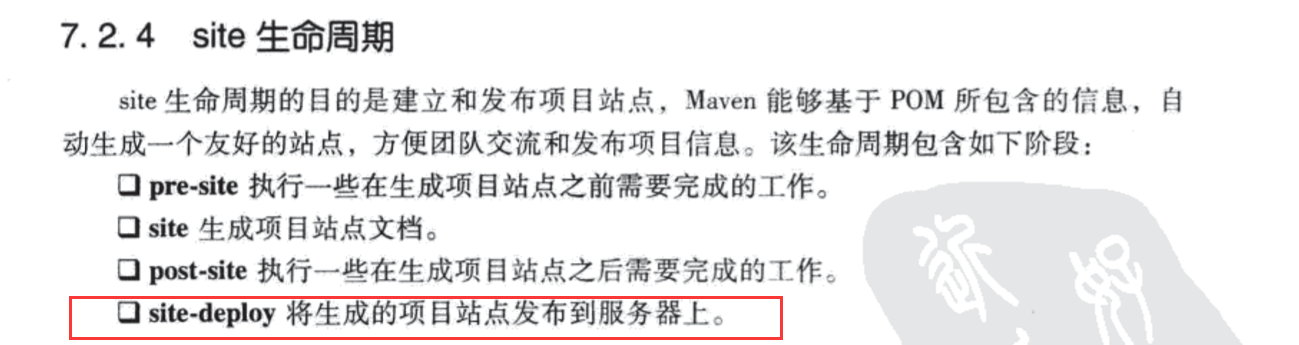 7.2.4 site 生命周期
site 生命周期的目的是建立和发布项目站点，Maven 能够基于 POM 所包含的信息，自
动生成一个友好的站点，方便团队交流和发布项目信息。该生命周期包含如下阶段：
❑ pre-site 执行一些在生成项目站点之前需要完成的工作。
❑ site 生成项目站点文档。
❑ post-site 执行一些在生成项目站点之后需要完成的工作。
❑ site-deploy 将生成的项目站点发布到服务器上。